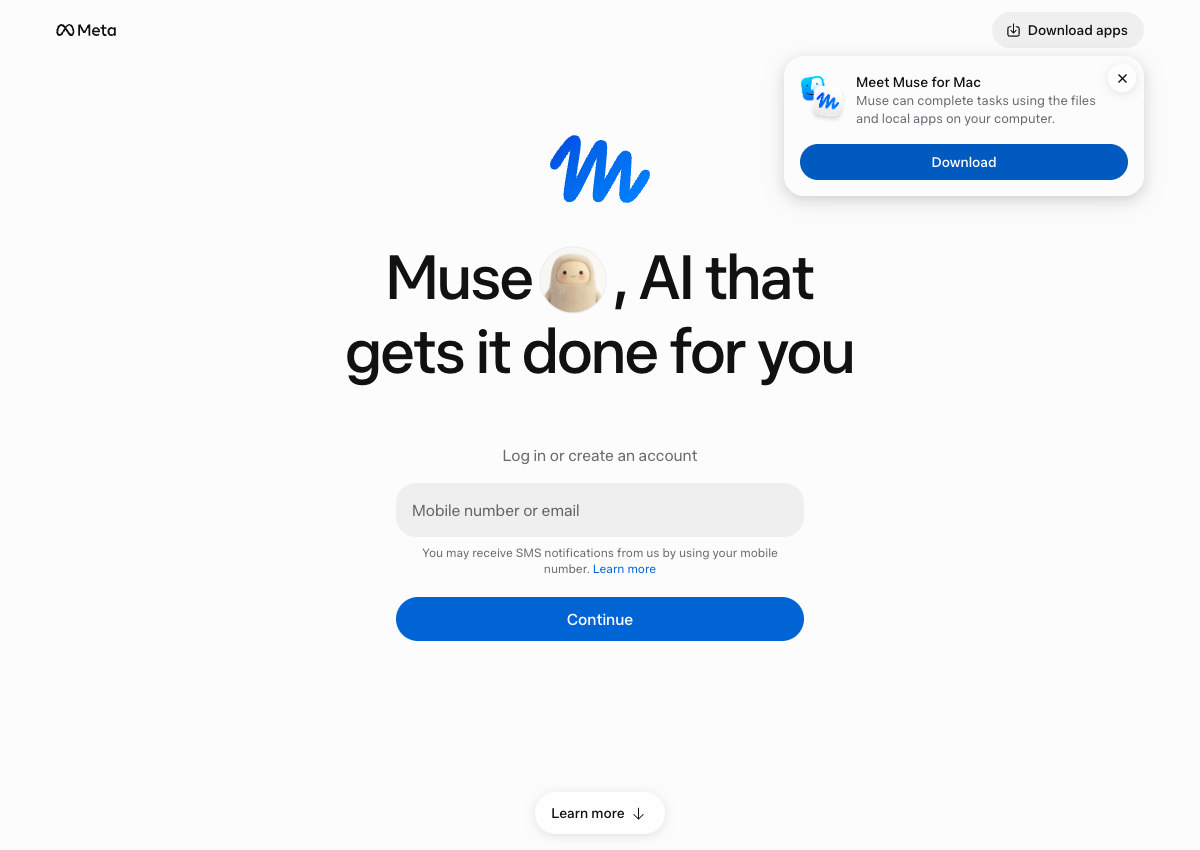 Meta
Download apps
Meet Muse for Mac
Muse can complete tasks using the files
and local apps on your computer.
Download
Muse , AI that
gets it done for you
Log in or create an account
Mobile number or email
You may receive SMS notifications from us by using your mobile
number. Learn more
Continue
Learn more